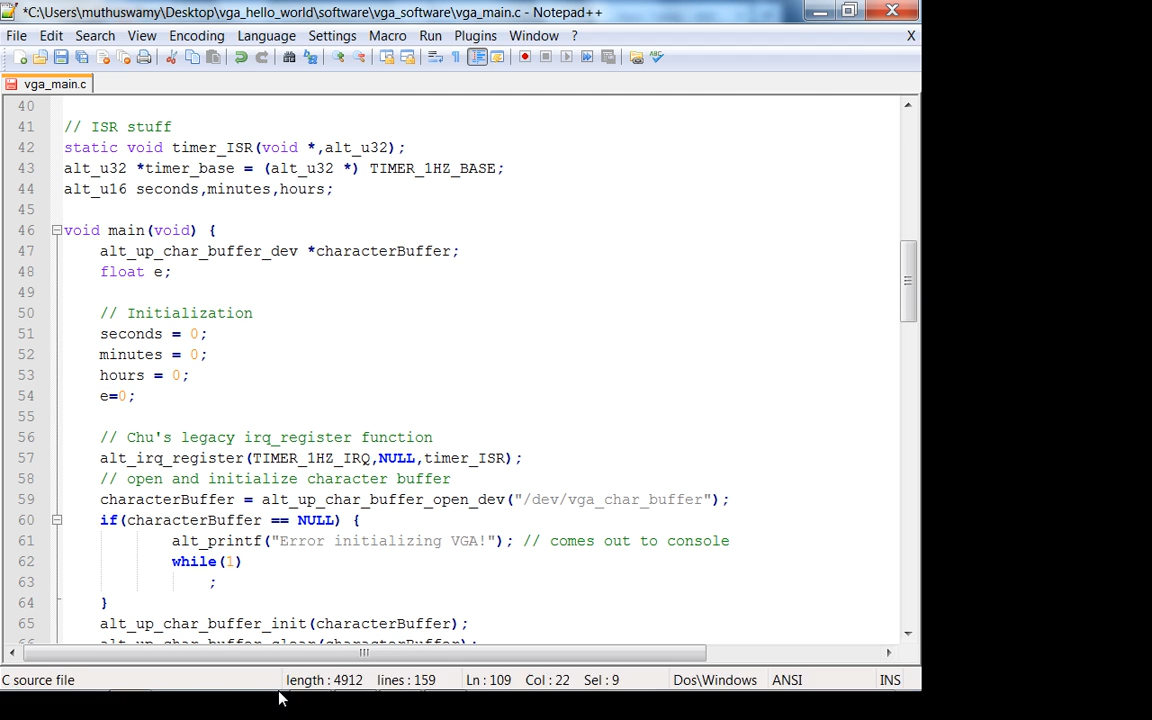 *C:\Users\muthuswamy\Desktop\vga_hello_world\software\vga_software\vga_main.c - Notepad++
File Edit Search View Encoding Language Settings Macro Run Plugins Window ? X
vga_main.c
40
41 // ISR stuff
42 static void timer_ISR(void *,alt_u32);
43 alt_u32 *timer_base = (alt_u32 *) TIMER_1HZ_BASE;
44 alt_u16 seconds,minutes,hours;
45
46 void main(void) {
47 alt_up_char_buffer_dev *characterBuffer;
48 float e;
49
50 // Initialization
51 seconds = 0;
52 minutes = 0;
53 hours = 0;
54 e=0;
55
56 // Chu's legacy irq_register function
57 alt_irq_register(TIMER_1HZ_IRQ,NULL,timer_ISR);
58 // open and initialize character buffer
59 characterBuffer = alt_up_char_buffer_open_dev("/dev/vga_char_buffer");
60 if(characterBuffer == NULL) {
61 alt_printf("Error initializing VGA!"); // comes out to console
62 while(1)
63 ;
64 }
65 alt_up_char_buffer_init(characterBuffer);
66 alt_up_char_buffer_clear(characterBuffer);
C source file length : 4912 lines : 159 Ln : 109 Col : 22 Sel : 9 Dos\Windows ANSI INS